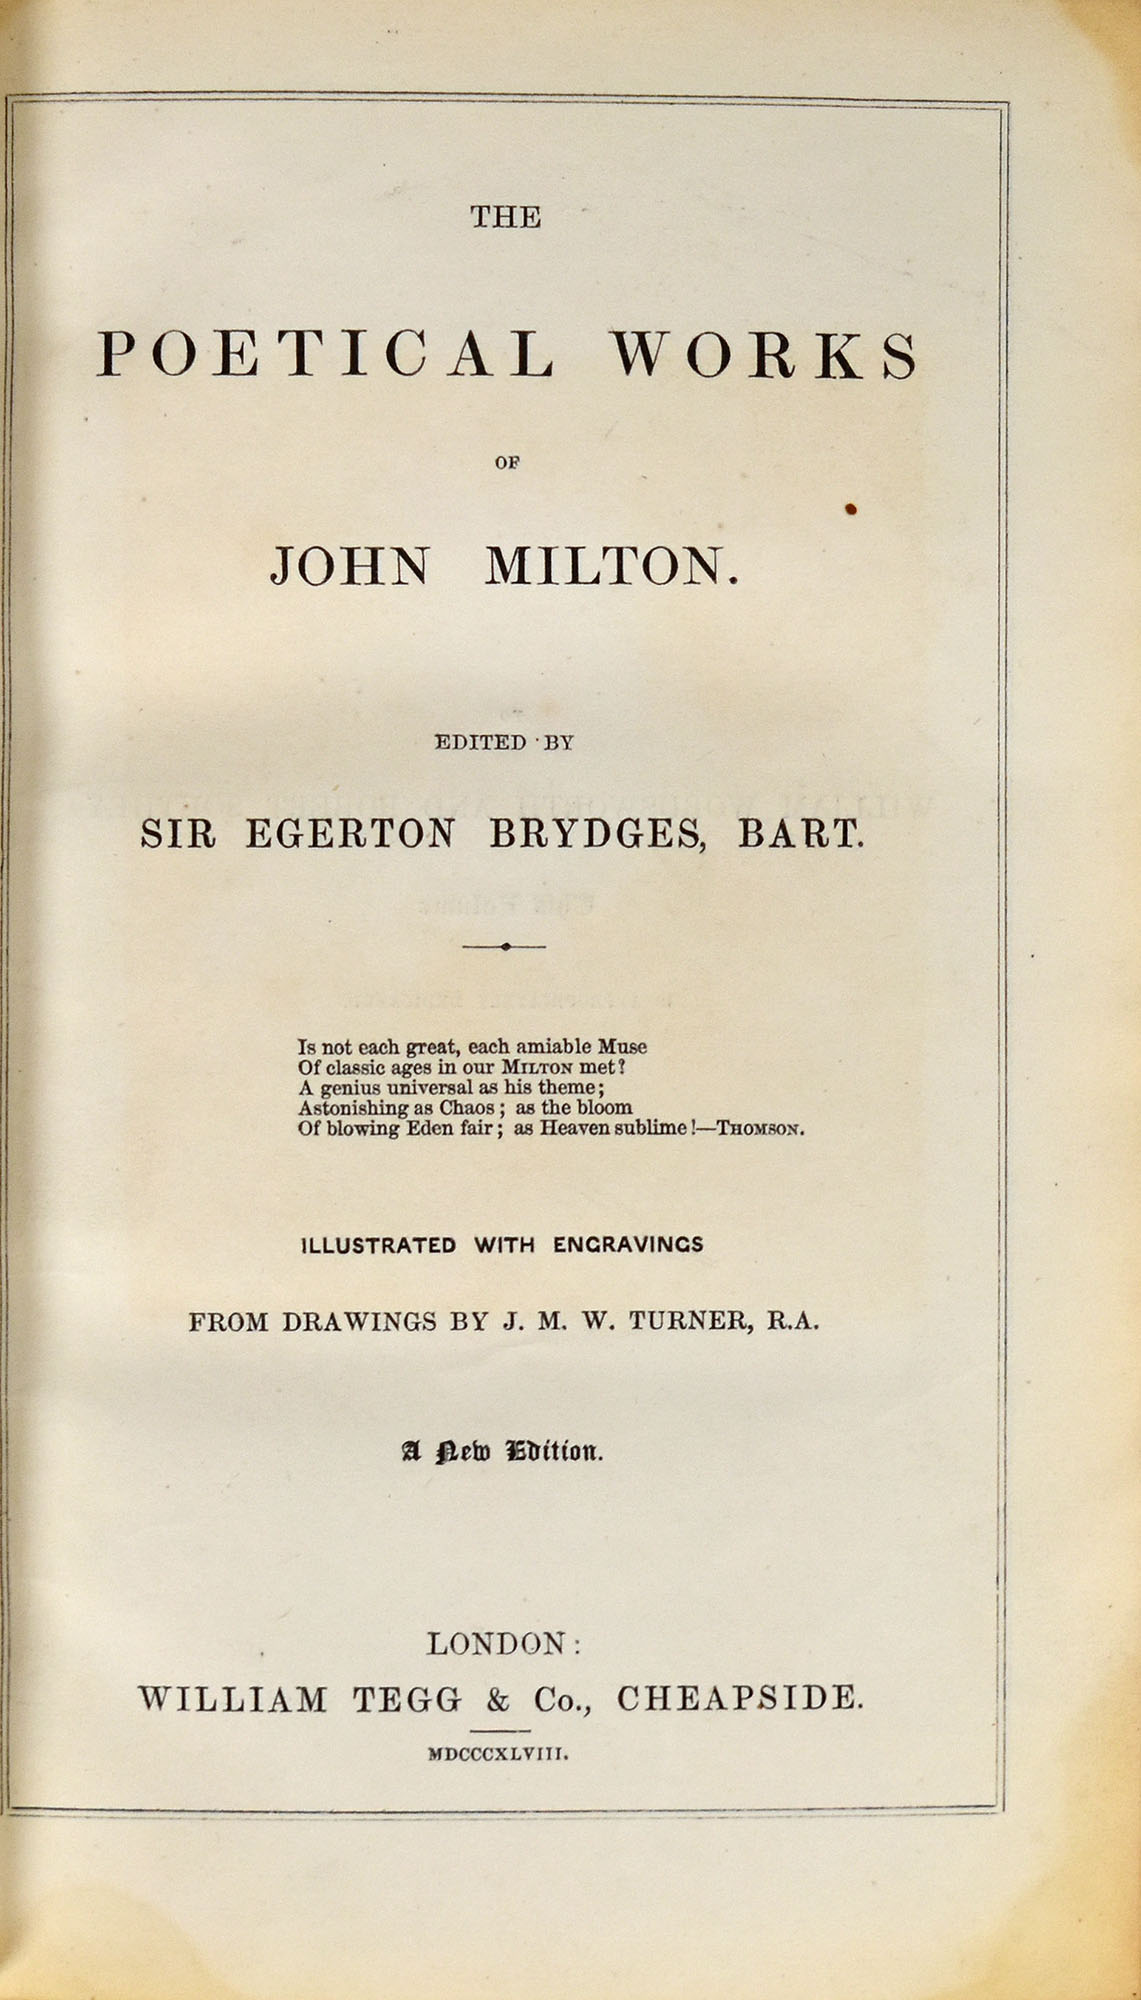 THE
POETICAL WORKS
OF
JOHN MILTON.
EDITED BY
SIR EGERTON BRYDGES, BART.
Is not each great, each amiable Muse
Of classic ages in our MILTON met?
A genius universal as his theme;
Astonishing as Chaos; as the bloom
Of blowing Eden fair; as Heaven sublime!—THOMSON.
ILLUSTRATED WITH ENGRAVINGS
FROM DRAWINGS BY J. M. W. TURNER, R.A.
A New Edition.
LONDON:
WILLIAM TEGG & Co., CHEAPSIDE.
MDCCCXLVIII.